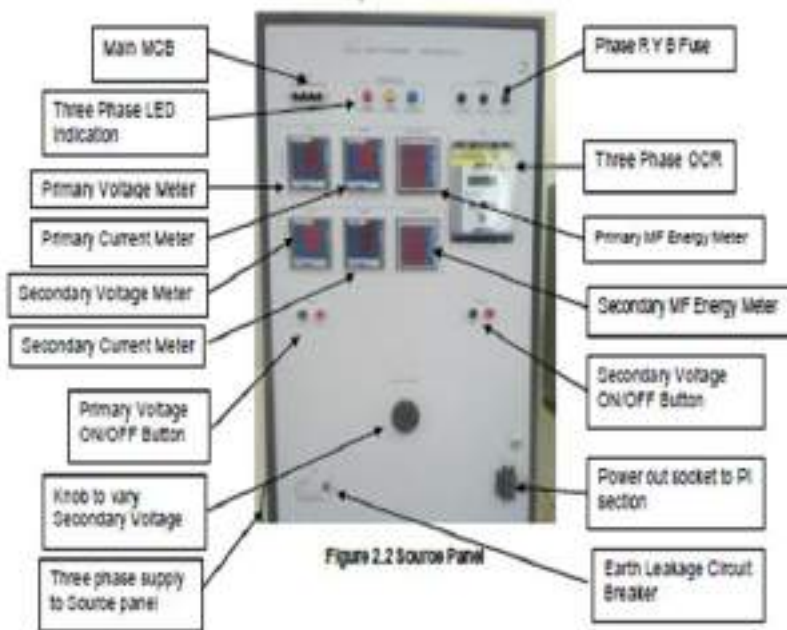 Main MCB
Three Phase LED
Indication
Primary Voltage Meter
Primary Current Meter
Secondary Voltage Meter
Secondary Current Meter
Primary Voltage
ON/OFF Button
Knob to vary
Secondary Voltage
Three phase supply
to Source panel
Phase R Y B Fuse
Three Phase OCR
Primary MF Energy Meter
Secondary MF Energy Meter
Secondary Voltage
ON/OFF Button
Power out socket to PI
section
Earth Leakage Circuit
Breaker
Figure 2.2 Source Panel